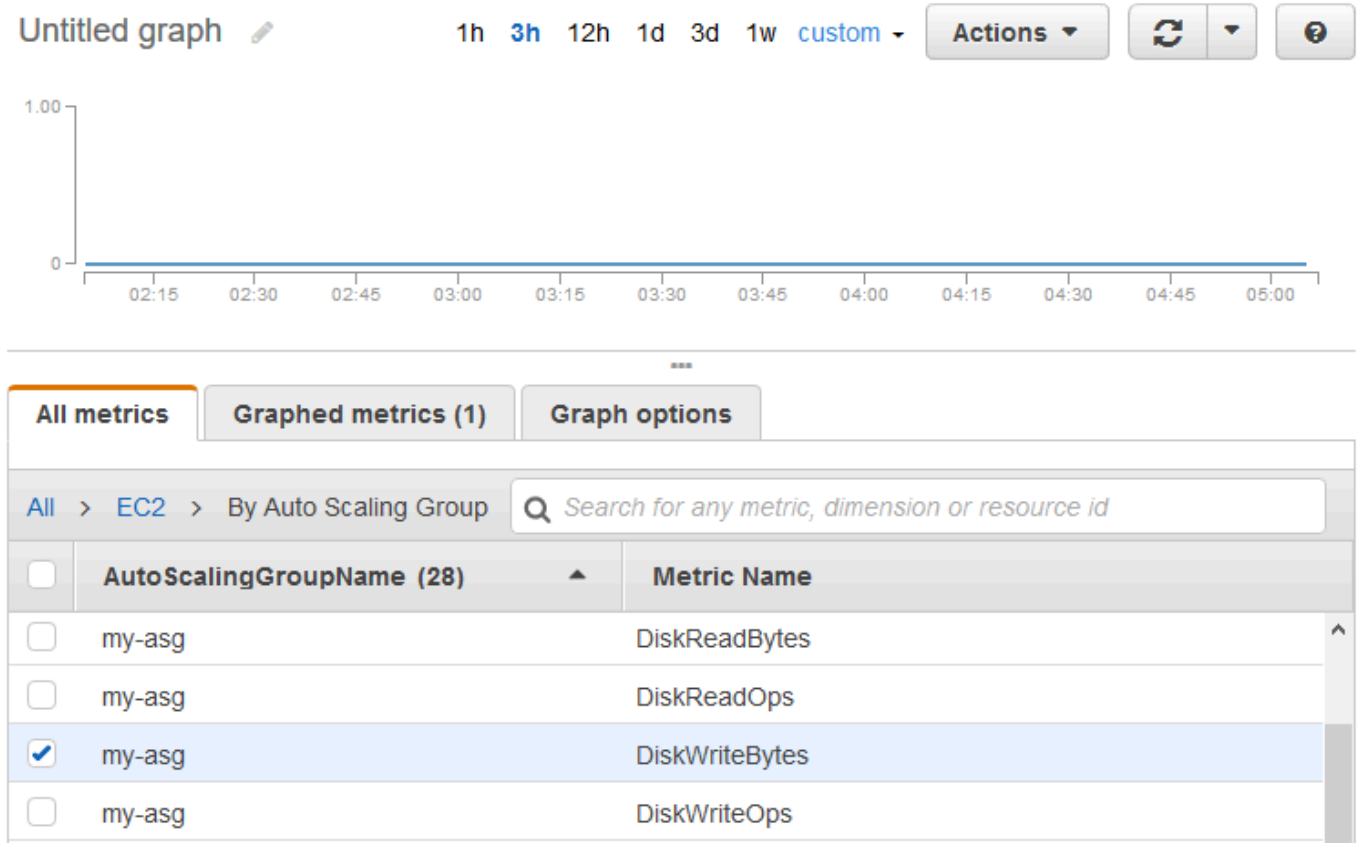 Untitled graph 1h 3h 12h 1d 3d 1w custom Actions
1.00
0
02:15 02:30 02:45 03:00 03:15 03:30 03:45 04:00 04:15 04:30 04:45 05:00
All metrics Graphed metrics (1) Graph options
All > EC2 > By Auto Scaling Group Search for any metric, dimension or resource id
AutoScalingGroupName (28) Metric Name
my-asg DiskReadBytes
my-asg DiskReadOps
my-asg DiskWriteBytes
my-asg DiskWriteOps